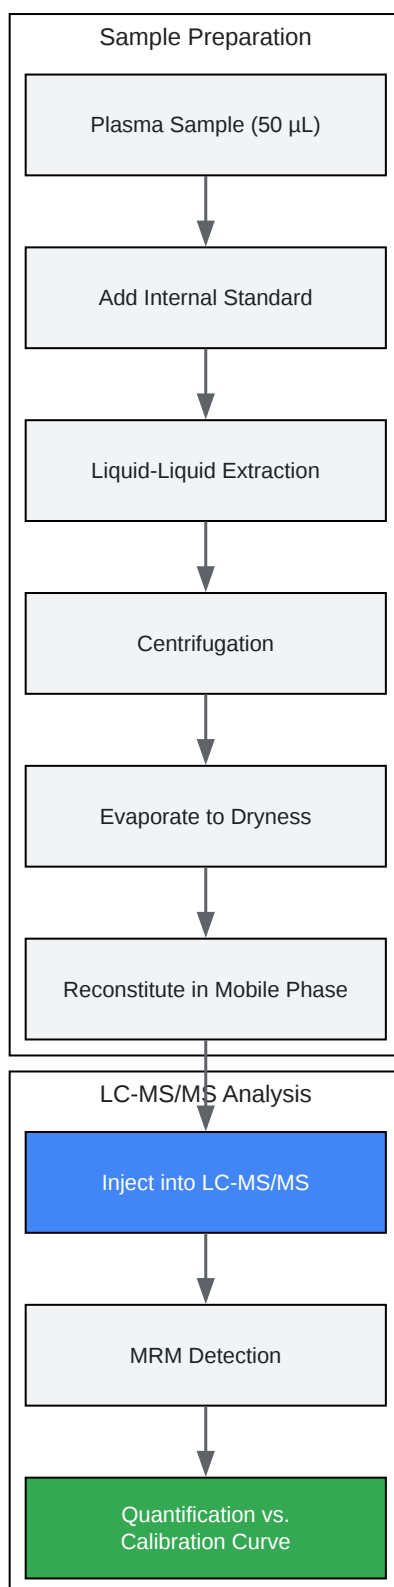 Sample Preparation
Plasma Sample (50 µL)
Add Internal Standard
Liquid-Liquid Extraction
Centrifugation
Evaporate to Dryness
Reconstitute in Mobile Phase
LC-MS/MS Analysis
Inject into LC-MS/MS
MRM Detection
Quantification vs.
Calibration Curve